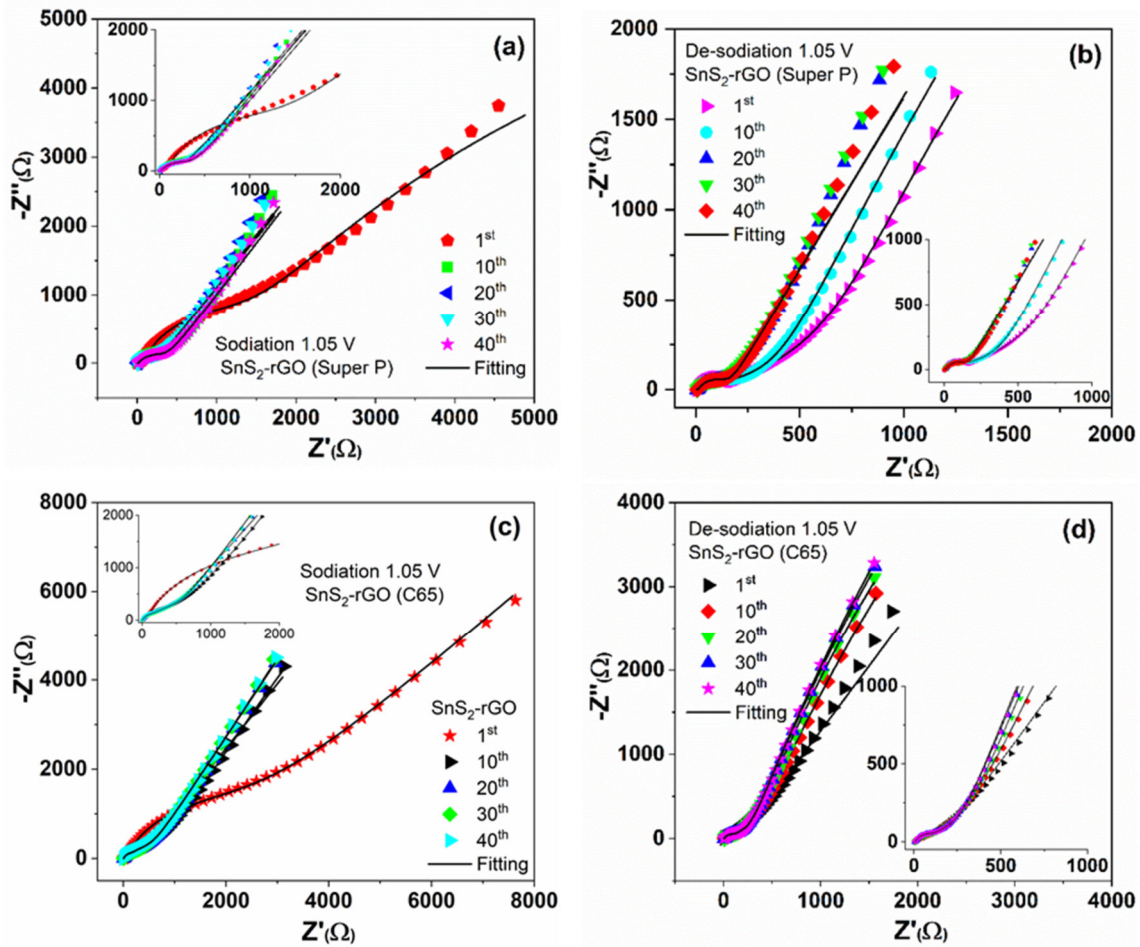 (a)
5000
4000
3000
2000
1000
0
-Z''(Ω)
2000
1000
0
0 500 1000 1500 2000
1st
10th
20th
30th
40th
Fitting
Sodiation 1.05 V
SnS2-rGO (Super P)
0 1000 2000 3000 4000 5000
Z'(Ω)
(b)
2000
1500
1000
500
0
-Z''(Ω)
De-sodiation 1.05 V
SnS2-rGO (Super P)
1st
10th
20th
30th
40th
Fitting
1000
500
0
0 500 1000
0 500 1000 1500 2000
Z'(Ω)
(c)
8000
6000
4000
2000
0
-Z''(Ω)
2000
1000
0
0 1000 2000
Sodiation 1.05 V
SnS2-rGO (C65)
SnS2-rGO
1st
10th
20th
30th
40th
Fitting
0 1000 2000 3000 4000 5000 6000 7000 8000
Z'(Ω)
(d)
4000
3000
2000
1000
0
-Z''(Ω)
De-sodiation 1.05 V
SnS2-rGO (C65)
1st
10th
20th
30th
40th
Fitting
1000
500
0
0 500 1000
0 1000 2000 3000 4000
Z'(Ω)